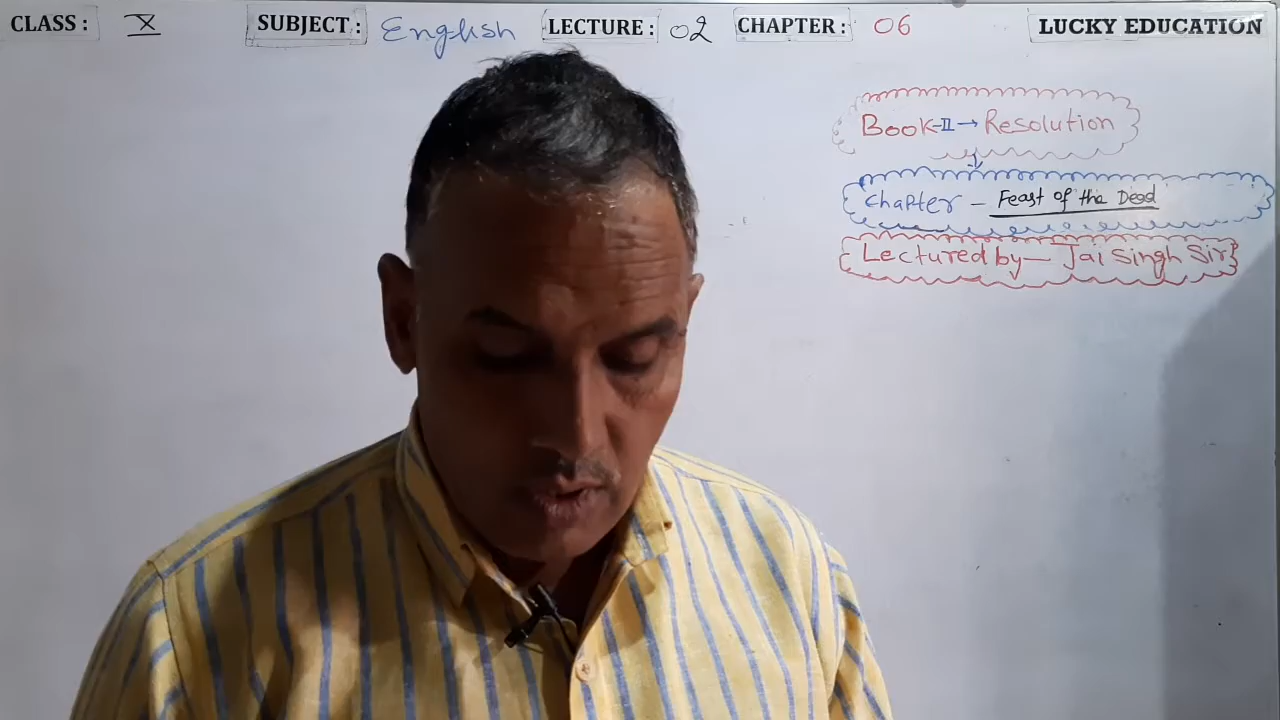 CLASS : X SUBJECT : English LECTURE : 02 CHAPTER : 06 LUCKY EDUCATION
Book-II → Resolution
Chapter - Feast of the Dead
Lectured by - Jai Singh Sir